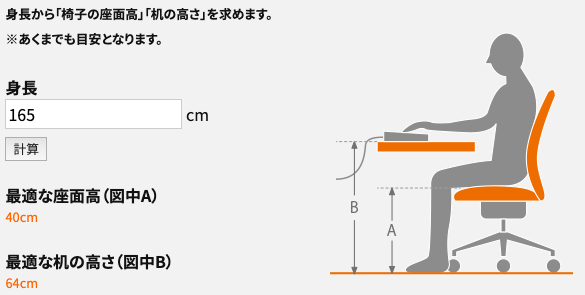 身長から「椅子の座面高」「机の高さ」を求めます。
※あくまでも目安となります。
身長
165 cm
計算
最適な座面高（図中A）
40cm
最適な机の高さ（図中B）
64cm
B
A